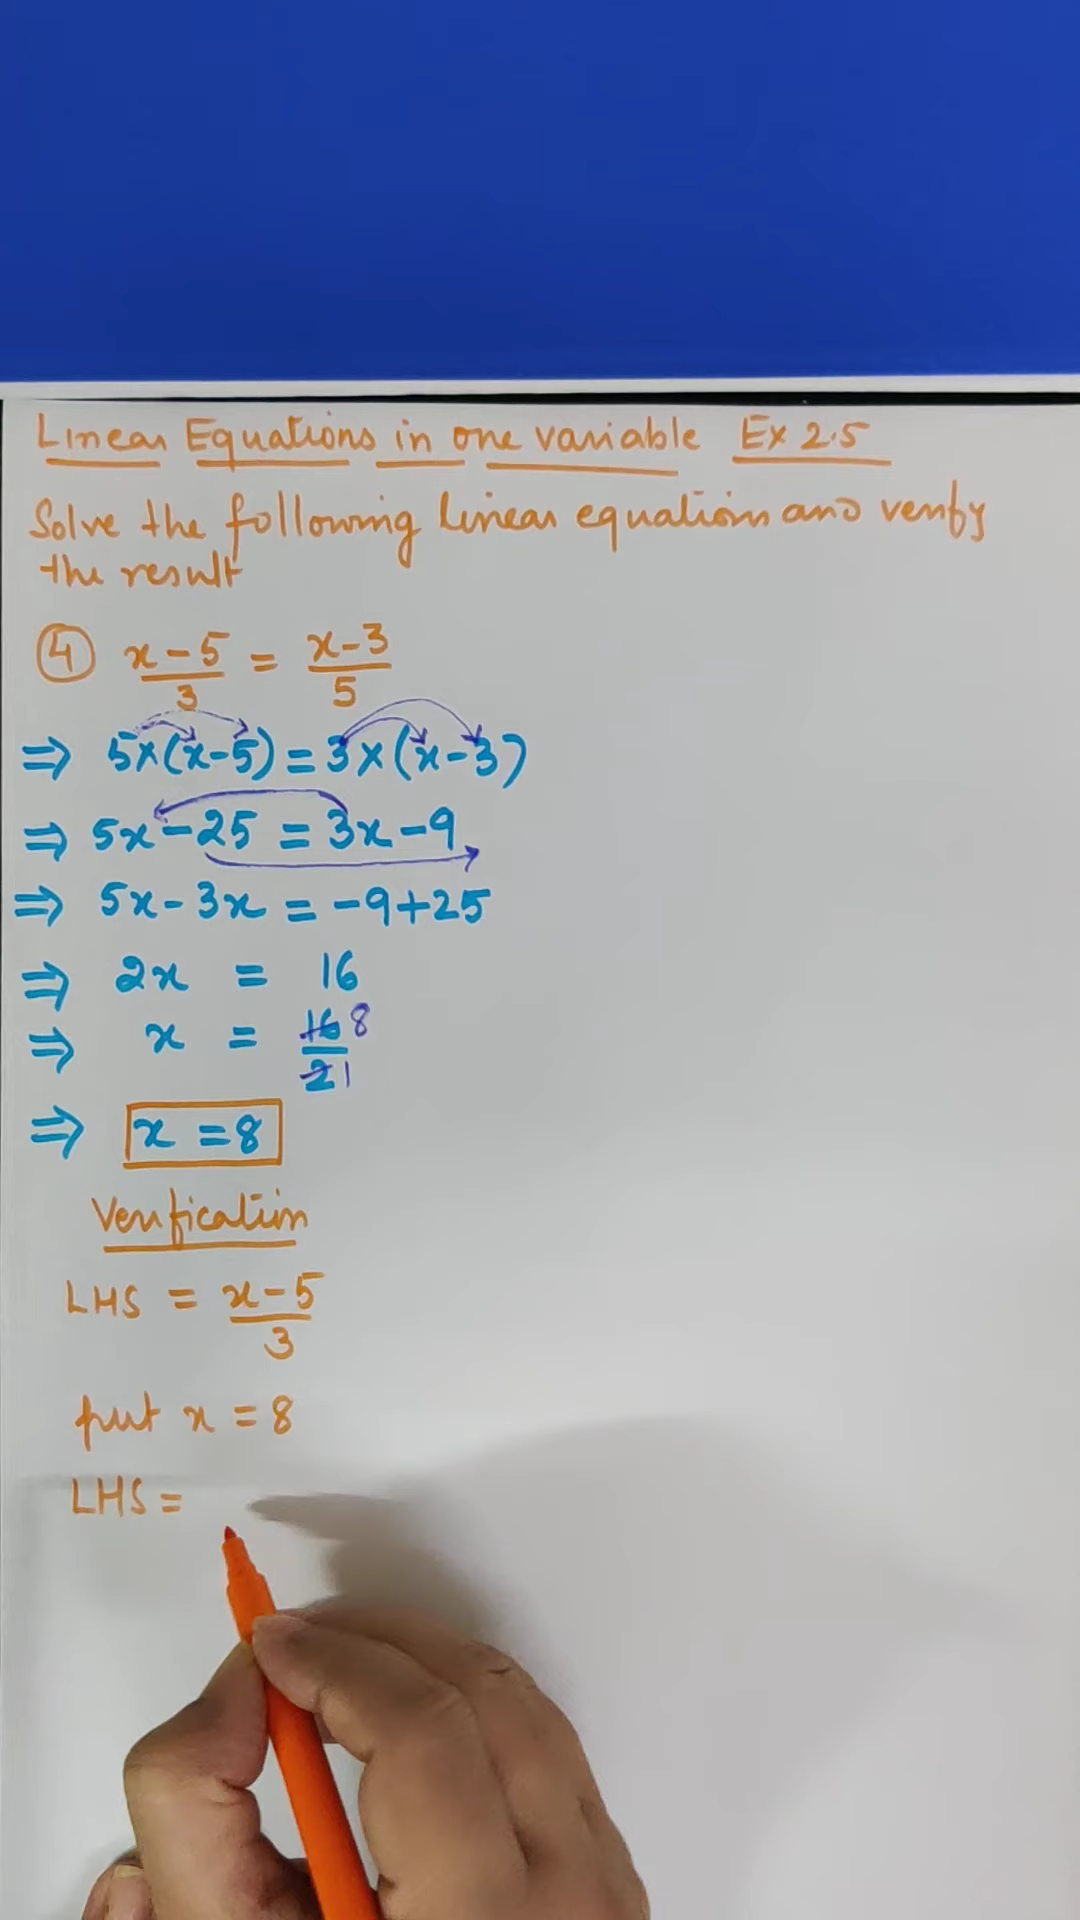 Linear Equations in one variable Ex 2.5
Solve the following linear equation and verify
the result
④ x-5/3 = x-3/5
⇒ 5×(x-5) = 3×(x-3)
⇒ 5x-25 = 3x-9
⇒ 5x-3x = -9+25
⇒ 2x = 16
⇒ x = 16/2 8/1
⇒ x = 8
Verification
LHS = x-5/3
put x = 8
LHS =